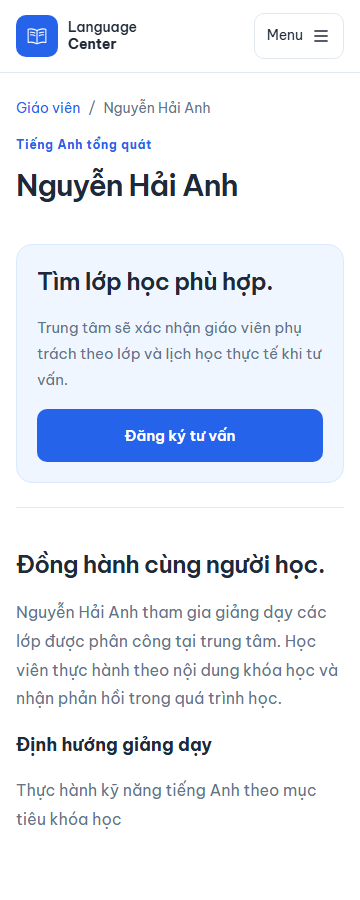 Language
Center
Menu
Giáo viên / Nguyễn Hải Anh
Tiếng Anh tổng quát
Nguyễn Hải Anh
Tìm lớp học phù hợp.
Trung tâm sẽ xác nhận giáo viên phụ
trách theo lớp và lịch học thực tế khi tư
vấn.
Đăng ký tư vấn
Đồng hành cùng người học.
Nguyễn Hải Anh tham gia giảng dạy các
lớp được phân công tại trung tâm. Học
viên thực hành theo nội dung khóa học và
nhận phản hồi trong quá trình học.
Định hướng giảng dạy
Thực hành kỹ năng tiếng Anh theo mục
tiêu khóa học